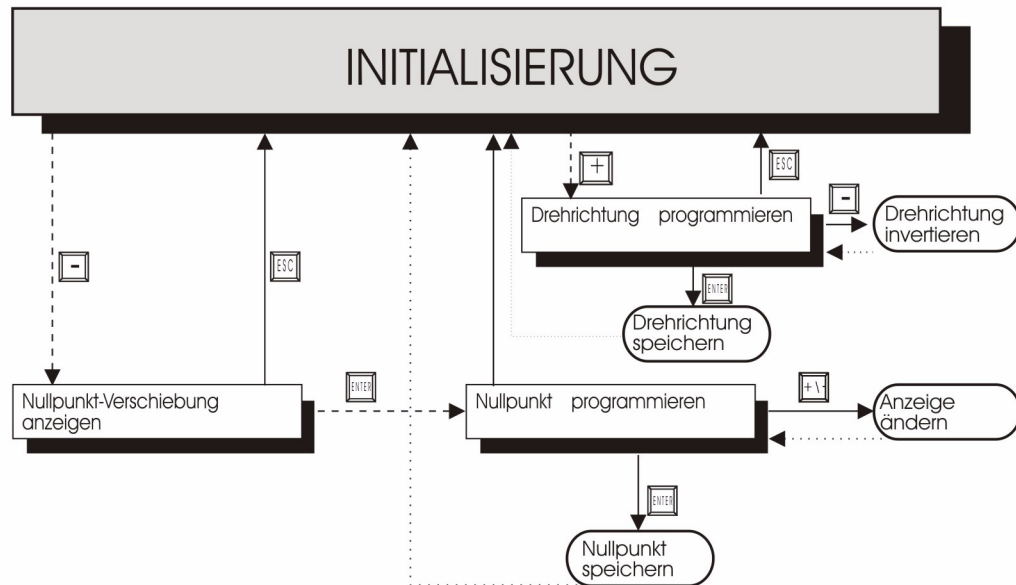 INITIALISIERUNG
+
ESC
Drehrichtung programmieren
-
Drehrichtung
invertieren
-
ESC
ENTER
Drehrichtung
speichern
Nullpunkt-Verschiebung
anzeigen
ENTER
Nullpunkt programmieren
+\-
Anzeige
ändern
ENTER
Nullpunkt
speichern